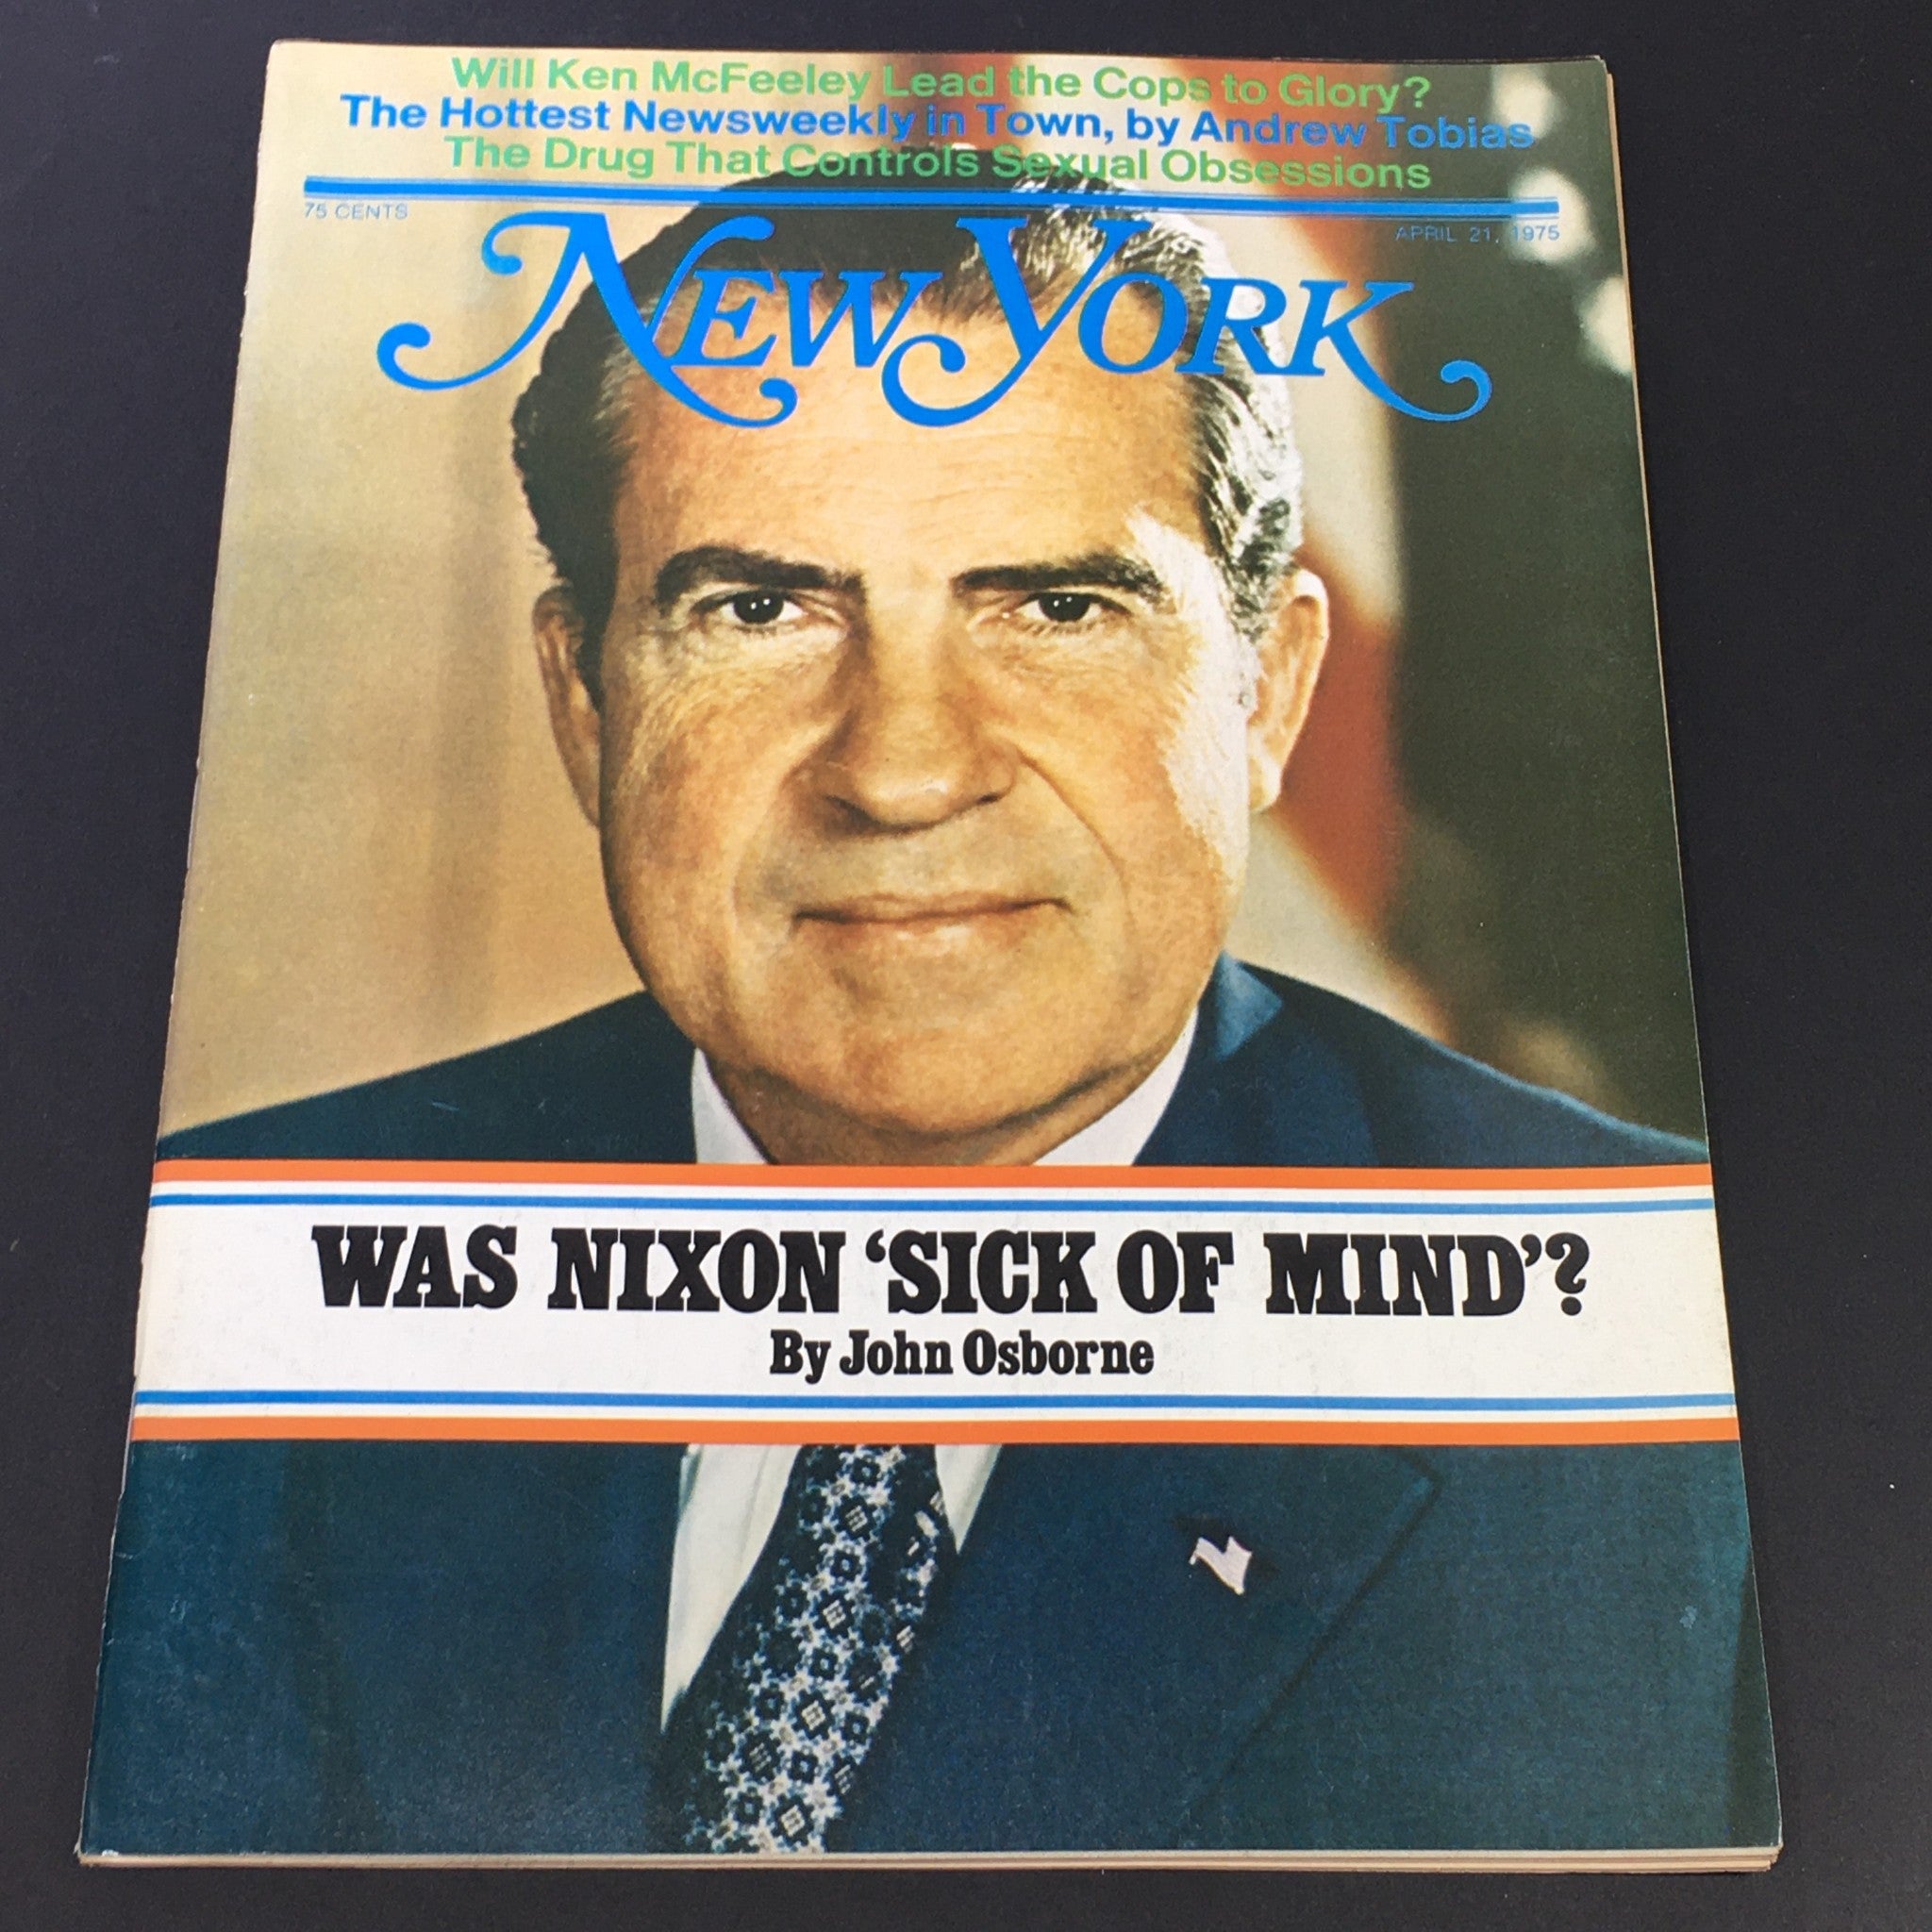 Will Ken McFeeley Lead the Cops to Glory?
The Hottest Newsweekly in Town, by Andrew Tobias
The Drug That Controls Sexual Obsessions
75 CENTS
APRIL 21, 1975
NEW YORK
WAS NIXON ‘SICK OF MIND’?
By John Osborne